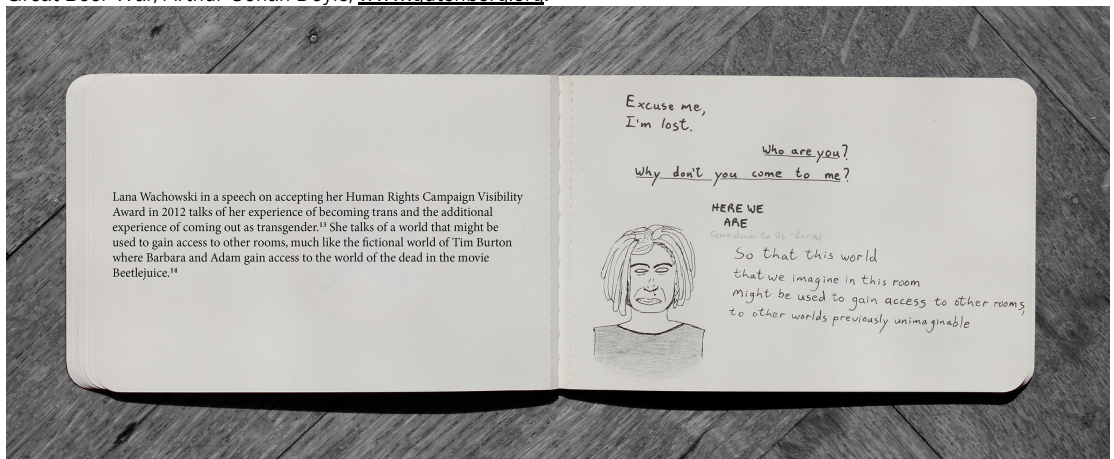 Great Boer War, Arthur Conan Doyle, www.gutenberg.org.
Lana Wachowski in a speech on accepting her Human Rights Campaign Visibility
Award in 2012 talks of her experience of becoming trans and the additional
experience of coming out as transgender.¹³ She talks of a world that might be
used to gain access to other rooms, much like the fictional world of Tim Burton
where Barbara and Adam gain access to the world of the dead in the movie
Beetlejuice.¹⁴
Excuse me,
I'm lost.
Who are you?
Why don't you come to me?
HERE WE
ARE
So that this world
that we imagine in this room
might be used to gain access to other rooms,
to other worlds previously unimaginable